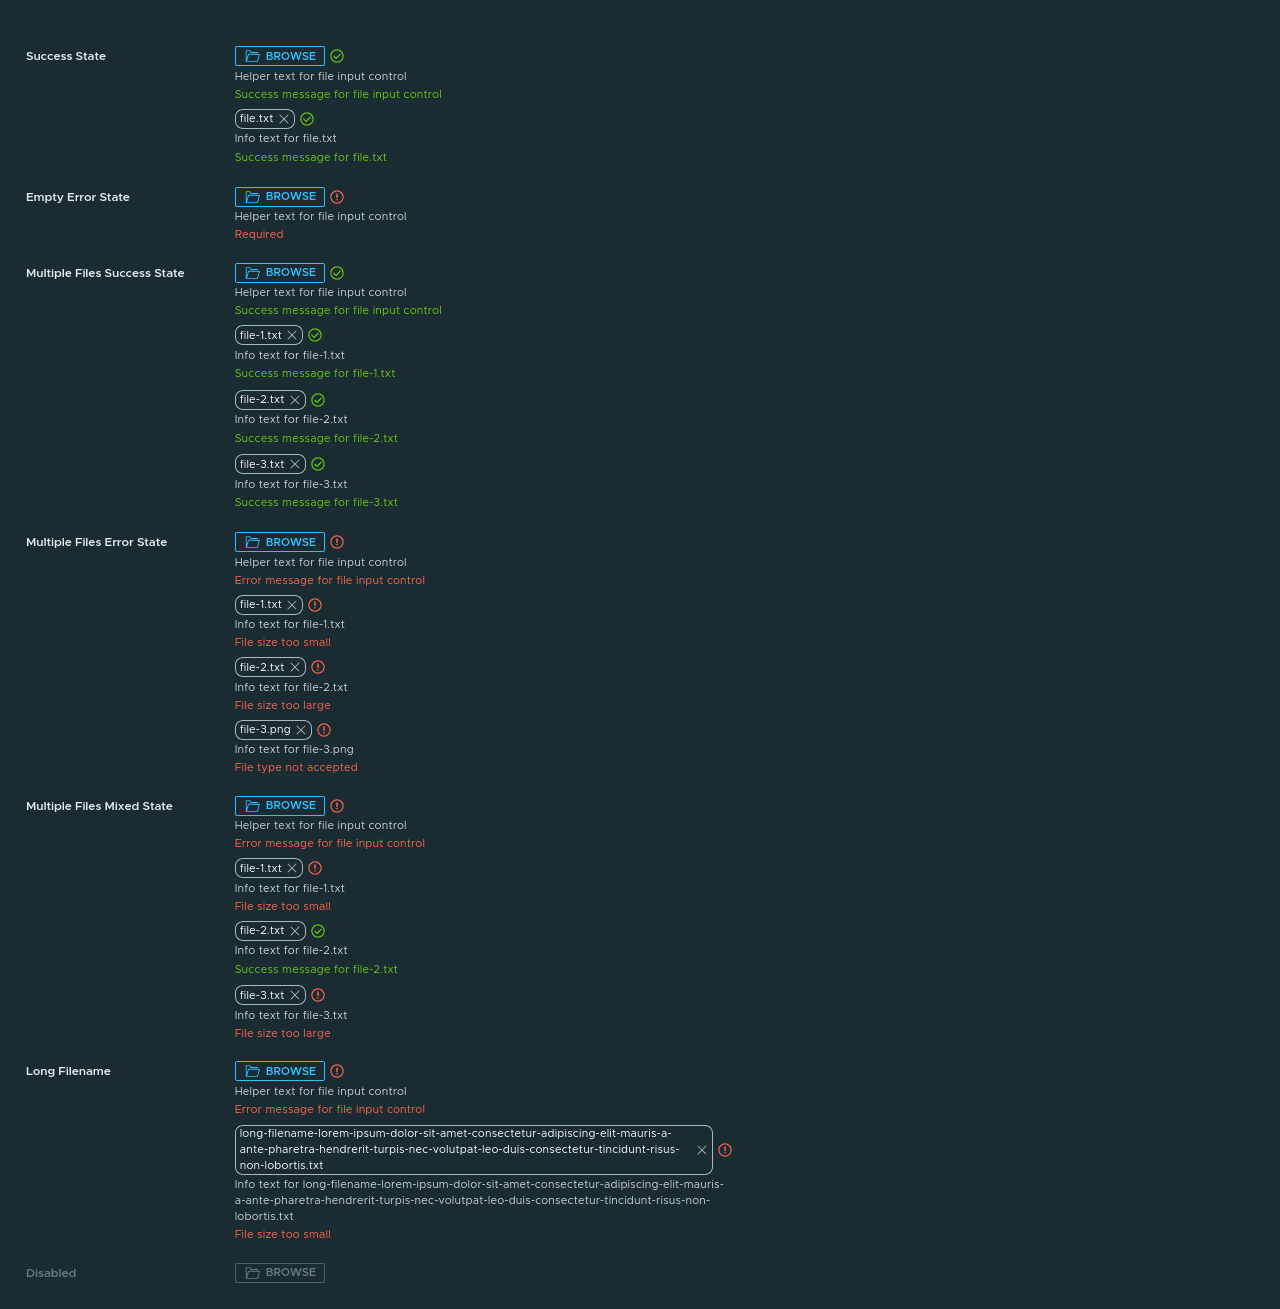 Success State
BROWSE
Helper text for file input control
Success message for file input control
file.txt
Info text for file.txt
Success message for file.txt
Empty Error State
BROWSE
Helper text for file input control
Required
Multiple Files Success State
BROWSE
Helper text for file input control
Success message for file input control
file-1.txt
Info text for file-1.txt
Success message for file-1.txt
file-2.txt
Info text for file-2.txt
Success message for file-2.txt
file-3.txt
Info text for file-3.txt
Success message for file-3.txt
Multiple Files Error State
BROWSE
Helper text for file input control
Error message for file input control
file-1.txt
Info text for file-1.txt
File size too small
file-2.txt
Info text for file-2.txt
File size too large
file-3.png
Info text for file-3.png
File type not accepted
Multiple Files Mixed State
BROWSE
Helper text for file input control
Error message for file input control
file-1.txt
Info text for file-1.txt
File size too small
file-2.txt
Info text for file-2.txt
Success message for file-2.txt
file-3.txt
Info text for file-3.txt
File size too large
Long Filename
BROWSE
Helper text for file input control
Error message for file input control
long-filename-lorem-ipsum-dolor-sit-amet-consectetur-adipiscing-elit-mauris-a-
ante-pharetra-hendrerit-turpis-nec-volutpat-leo-duis-consectetur-tincidunt-risus-
non-lobortis.txt
Info text for long-filename-lorem-ipsum-dolor-sit-amet-consectetur-adipiscing-elit-mauris-
a-ante-pharetra-hendrerit-turpis-nec-volutpat-leo-duis-consectetur-tincidunt-risus-non-
lobortis.txt
File size too small
Disabled
BROWSE